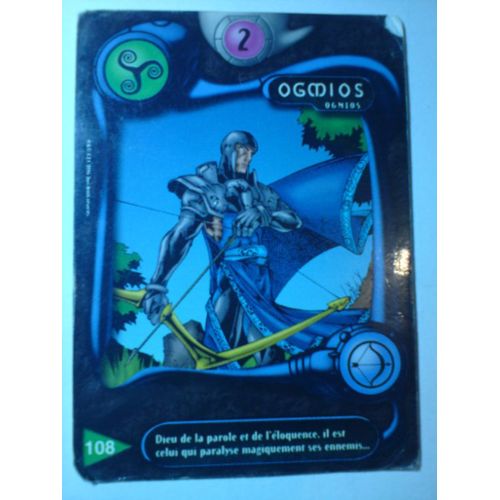 2
OGMIOS
OGMIOS
108
Dieu de la parole et de l'éloquence, il est
celui qui paralyse magiquement ses ennemis...